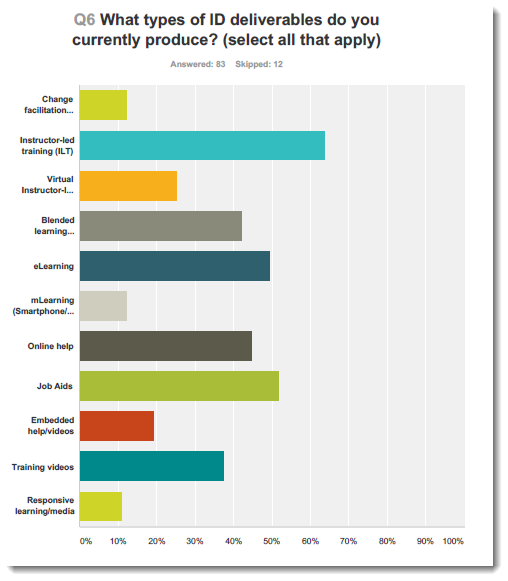 Q6 What types of ID deliverables do you
currently produce? (select all that apply)
Answered: 83 Skipped: 12
Change
facilitation...
Instructor-led
training (ILT)
Virtual
Instructor-l...
Blended
learning...
eLearning
mLearning
(Smartphone/...
Online help
Job Aids
Embedded
help/videos
Training videos
Responsive
learning/media
0% 10% 20% 30% 40% 50% 60% 70% 80% 90% 100%